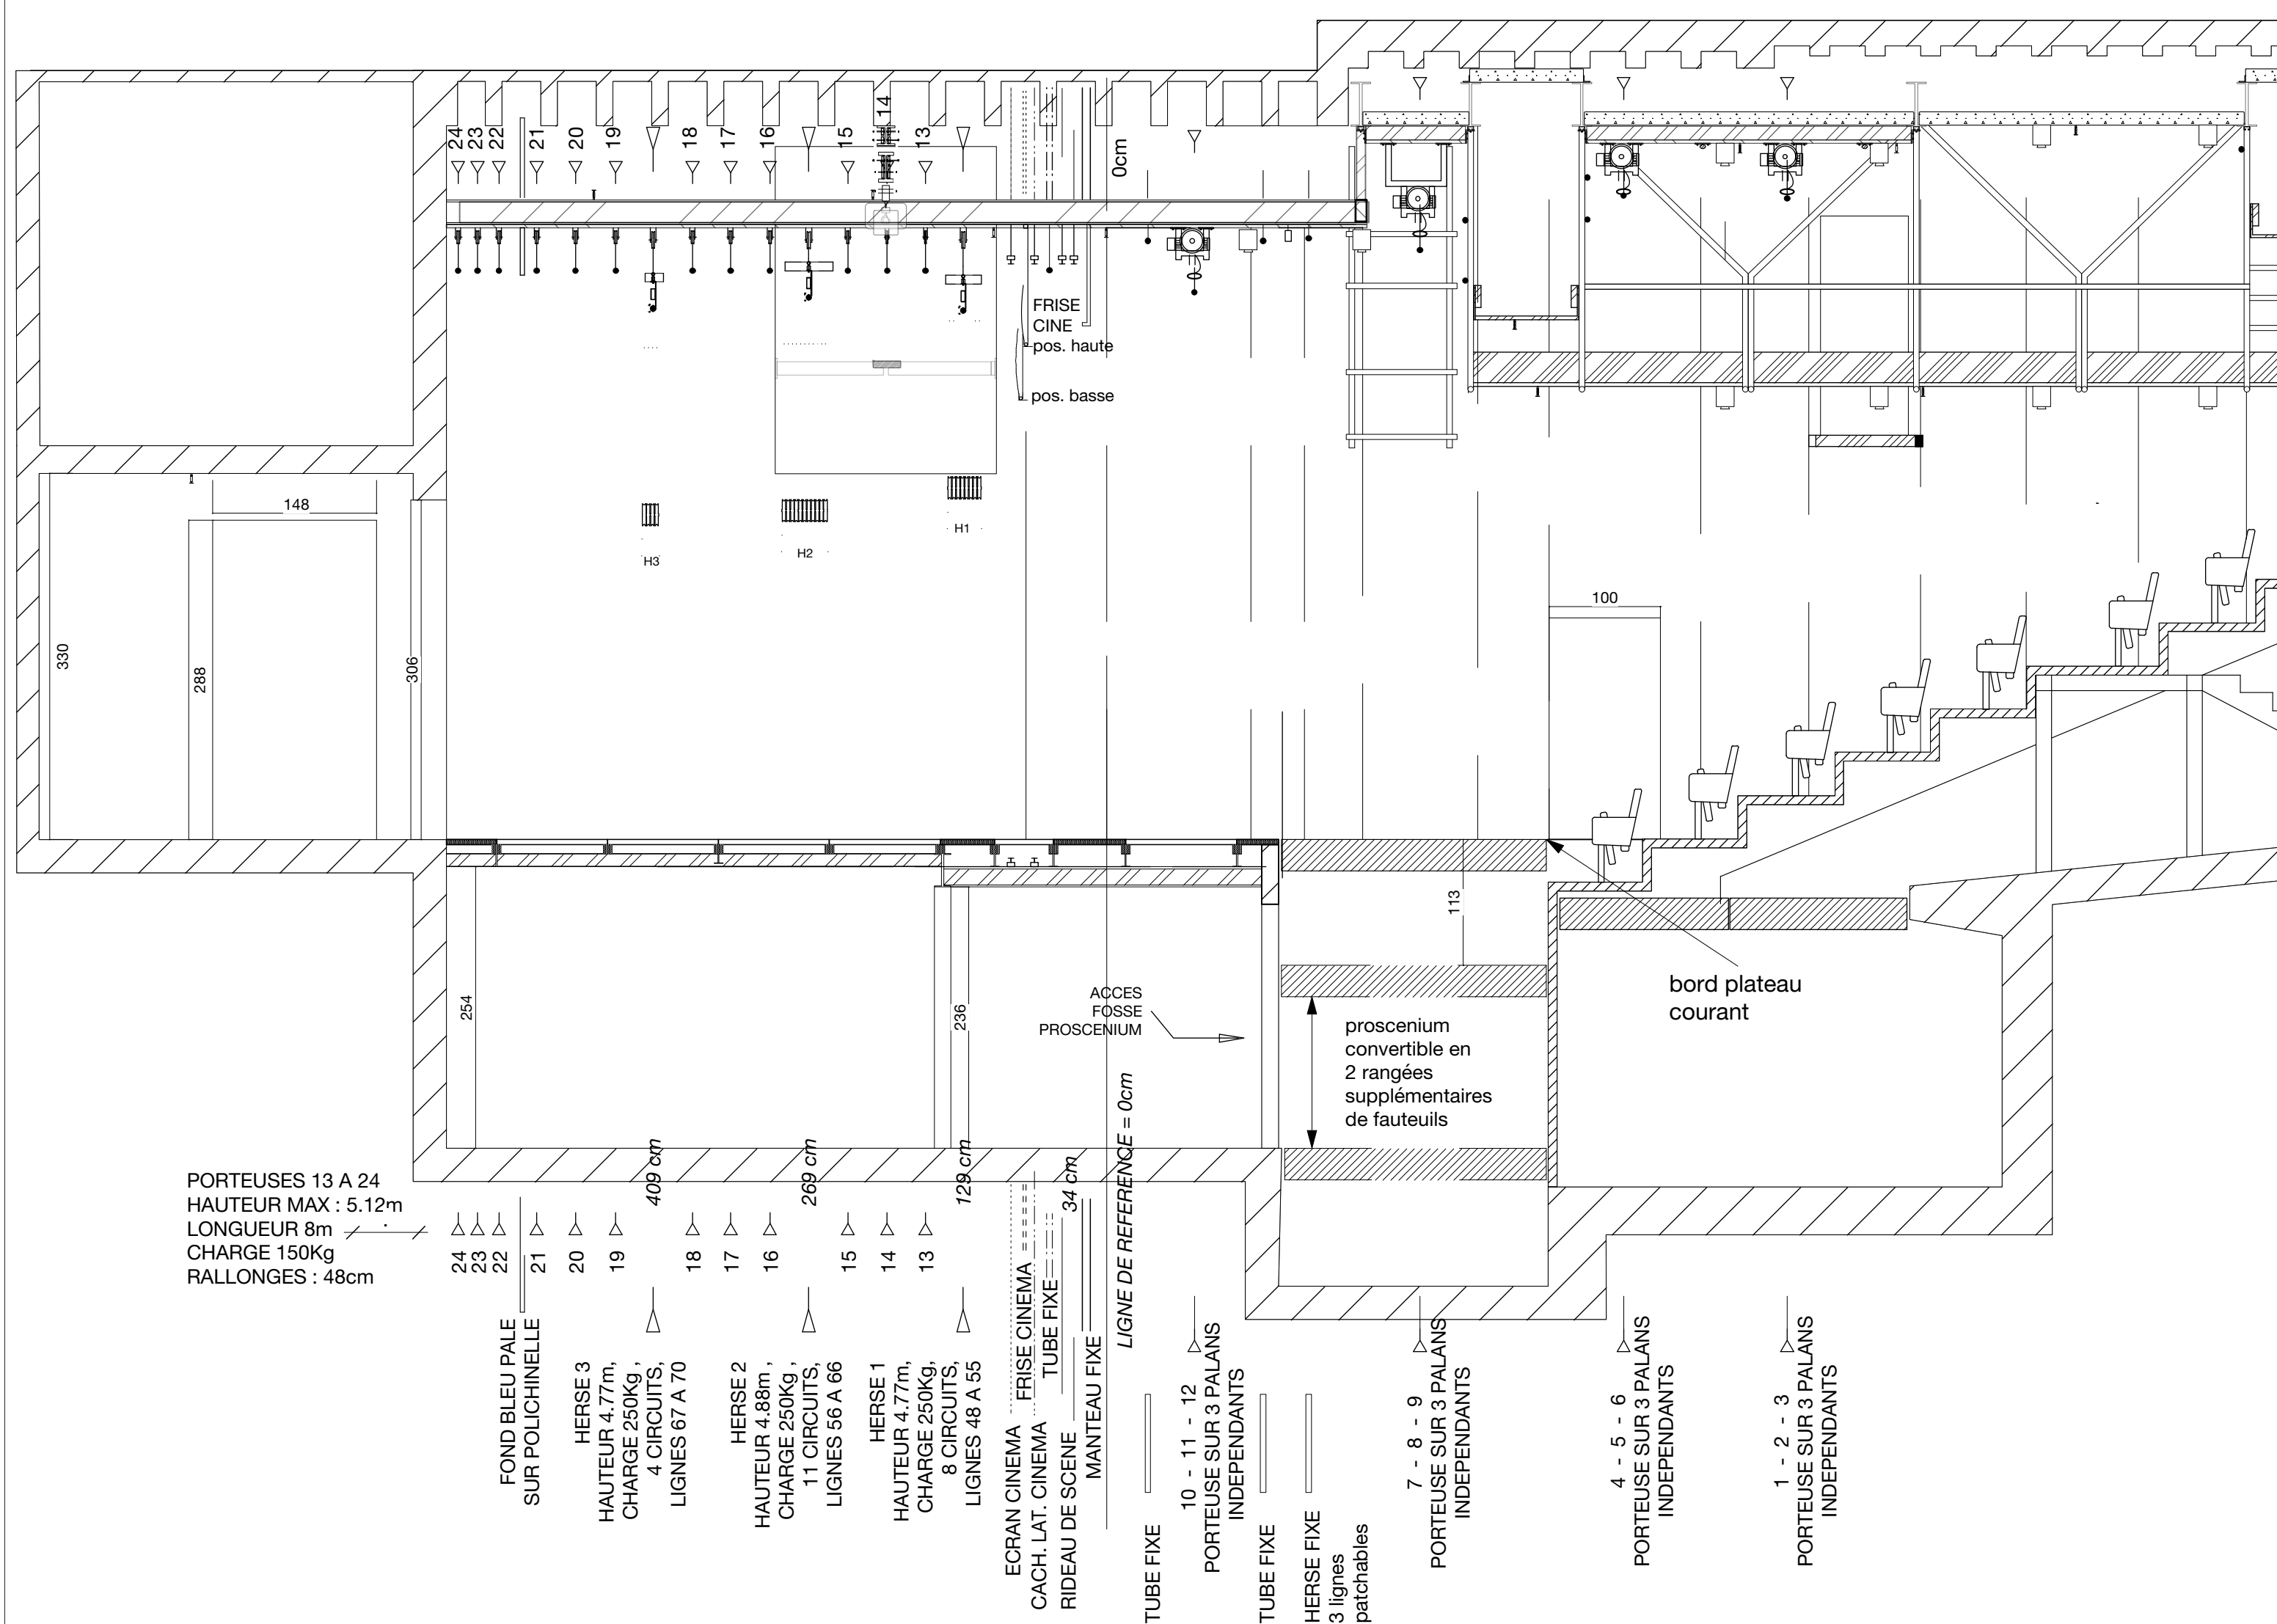 24
23
22
21
20
19
18
17
16
15
14
13
0cm
FRISE
CINE
pos. haute
pos. basse
148
330
288
306
H3
H2
H1
100
113
254
236
ACCES
FOSSE
PROSCENIUM
proscenium
convertible en
2 rangées
supplémentaires
de fauteuils
bord plateau
courant
PORTEUSES 13 A 24
HAUTEUR MAX : 5.12m
LONGUEUR 8m
CHARGE 150Kg
RALLONGES : 48cm
409 cm
269 cm
129 cm
34 cm
LIGNE DE REFERENCE = 0cm
24
23
22
21
20
19
18
17
16
15
14
13
FOND BLEU PALE
SUR POLICHINELLE
HERSE 3
HAUTEUR 4.77m,
CHARGE 250Kg ,
4 CIRCUITS,
LIGNES 67 A 70
HERSE 2
HAUTEUR 4.88m ,
CHARGE 250Kg ,
11 CIRCUITS,
LIGNES 56 A 66
HERSE 1
HAUTEUR 4.77m,
CHARGE 250Kg,
8 CIRCUITS,
LIGNES 48 A 55
ECRAN CINEMA
FRISE CINEMA
CACH. LAT. CINEMA
TUBE FIXE
RIDEAU DE SCENE
MANTEAU FIXE
TUBE FIXE
10 - 11 - 12
PORTEUSE SUR 3 PALANS
INDEPENDANTS
TUBE FIXE
HERSE FIXE
3 lignes
patchables
7 - 8 - 9
PORTEUSE SUR 3 PALANS
INDEPENDANTS
4 - 5 - 6
PORTEUSE SUR 3 PALANS
INDEPENDANTS
1 - 2 - 3
PORTEUSE SUR 3 PALANS
INDEPENDANTS